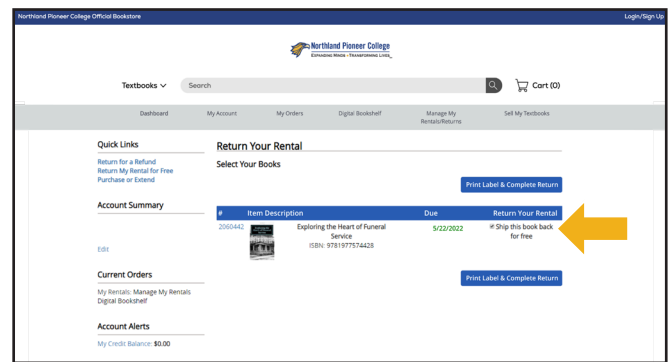 Northland Pioneer College Official Bookstore
Login/Sign Up
Northland Pioneer College
Expanding Minds • Transforming Lives
Textbooks
Search
Cart (0)
Dashboard
My Account
My Orders
Digital Bookshelf
Manage My
Rentals/Returns
Sell My Textbooks
Quick Links
Return for a Refund
Return My Rental for Free
Purchase or Extend
Account Summary
Edit
Current Orders
My Rentals: Manage My Rentals
Digital Bookshelf
Account Alerts
My Credit Balance: $0.00
Return Your Rental
Select Your Books
Print Label & Complete Return
# Item Description Due Return Your Rental
2060442
Exploring the Heart of Funeral
Service
ISBN: 9781977574428
5/22/2022
Ship this book back
for free
Print Label & Complete Return